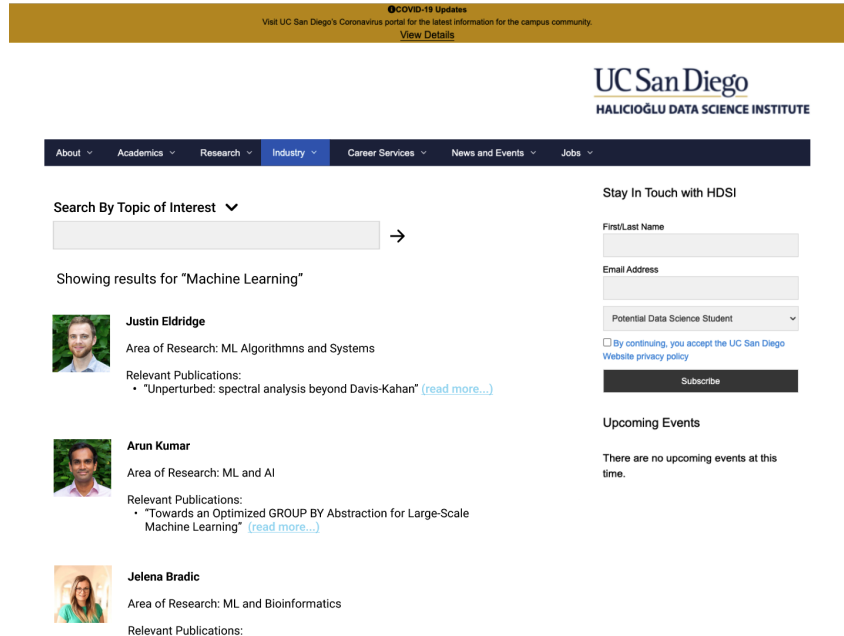 COVID-19 Updates
Visit UC San Diego's Coronavirus portal for the latest information for the campus community.
View Details
UC San Diego
HALICIOĞLU DATA SCIENCE INSTITUTE
About Academics Research Industry Career Services News and Events Jobs
Search By Topic of Interest
Showing results for “Machine Learning”
Justin Eldridge
Area of Research: ML Algorithmns and Systems
Relevant Publications:
• “Unperturbed: spectral analysis beyond Davis-Kahan” (read more...)
Arun Kumar
Area of Research: ML and AI
Relevant Publications:
• “Towards an Optimized GROUP BY Abstraction for Large-Scale
Machine Learning” (read more...)
Jelena Bradic
Area of Research: ML and Bioinformatics
Relevant Publications:
Stay In Touch with HDSI
First/Last Name
Email Address
Potential Data Science Student
By continuing, you accept the UC San Diego
Website privacy policy
Subscribe
Upcoming Events
There are no upcoming events at this
time.